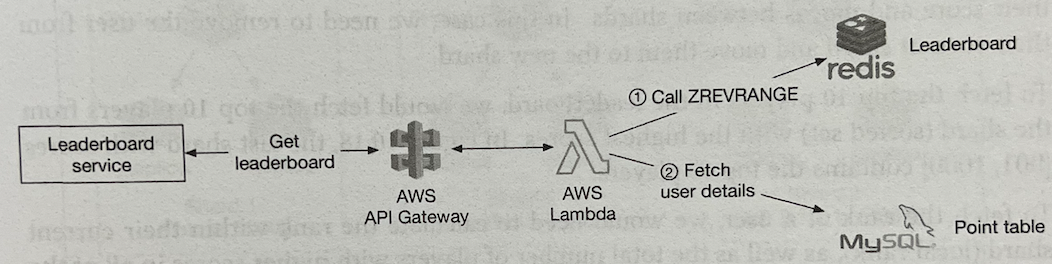 redis
Leaderboard
① Call ZREVRANGE
Leaderboard
service
Get
leaderboard
AWS
API Gateway
AWS
Lambda
② Fetch
user details
MySQL
Point table